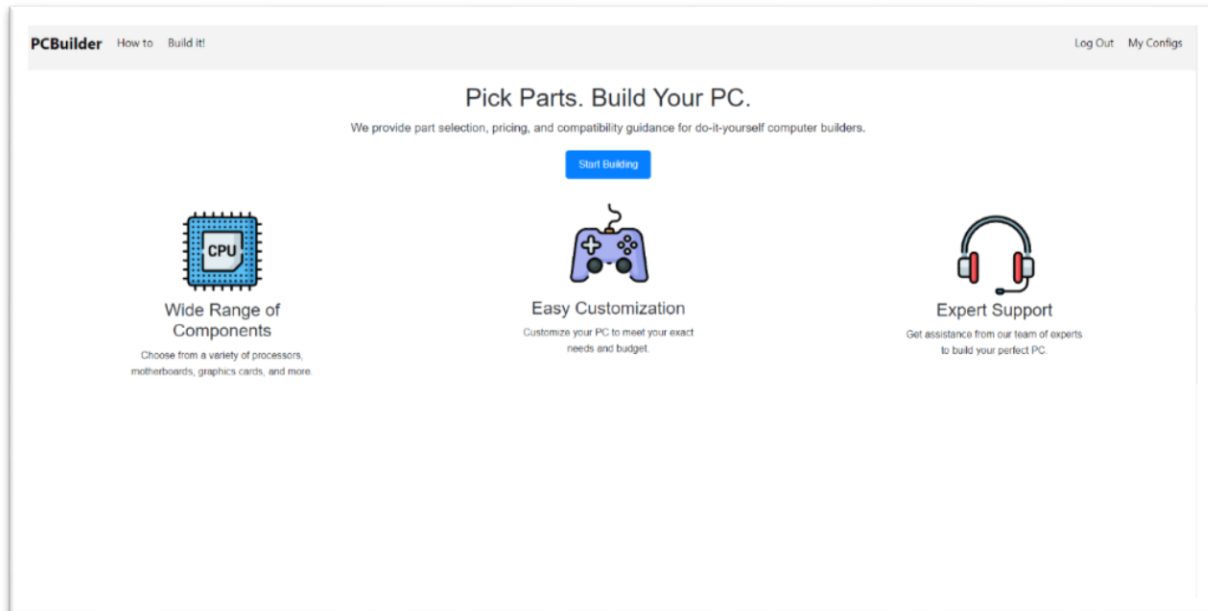 PCBuilder How to Build it! Log Out My Configs
Pick Parts. Build Your PC.
We provide part selection, pricing, and compatibility guidance for do-it-yourself computer builders.
Start Building
CPU
Wide Range of
Components
Choose from a variety of processors,
motherboards, graphics cards, and more.
Easy Customization
Customize your PC to meet your exact
needs and budget.
Expert Support
Get assistance from our team of experts
to build your perfect PC.